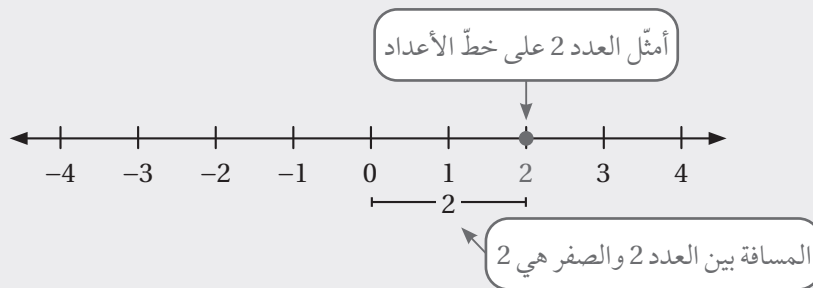 أمثّل العدد 2 على خطّ الأعداد
−4 −3 −2 −1 0 1 2 3 4
2
المسافة بين العدد 2 والصفر هي 2